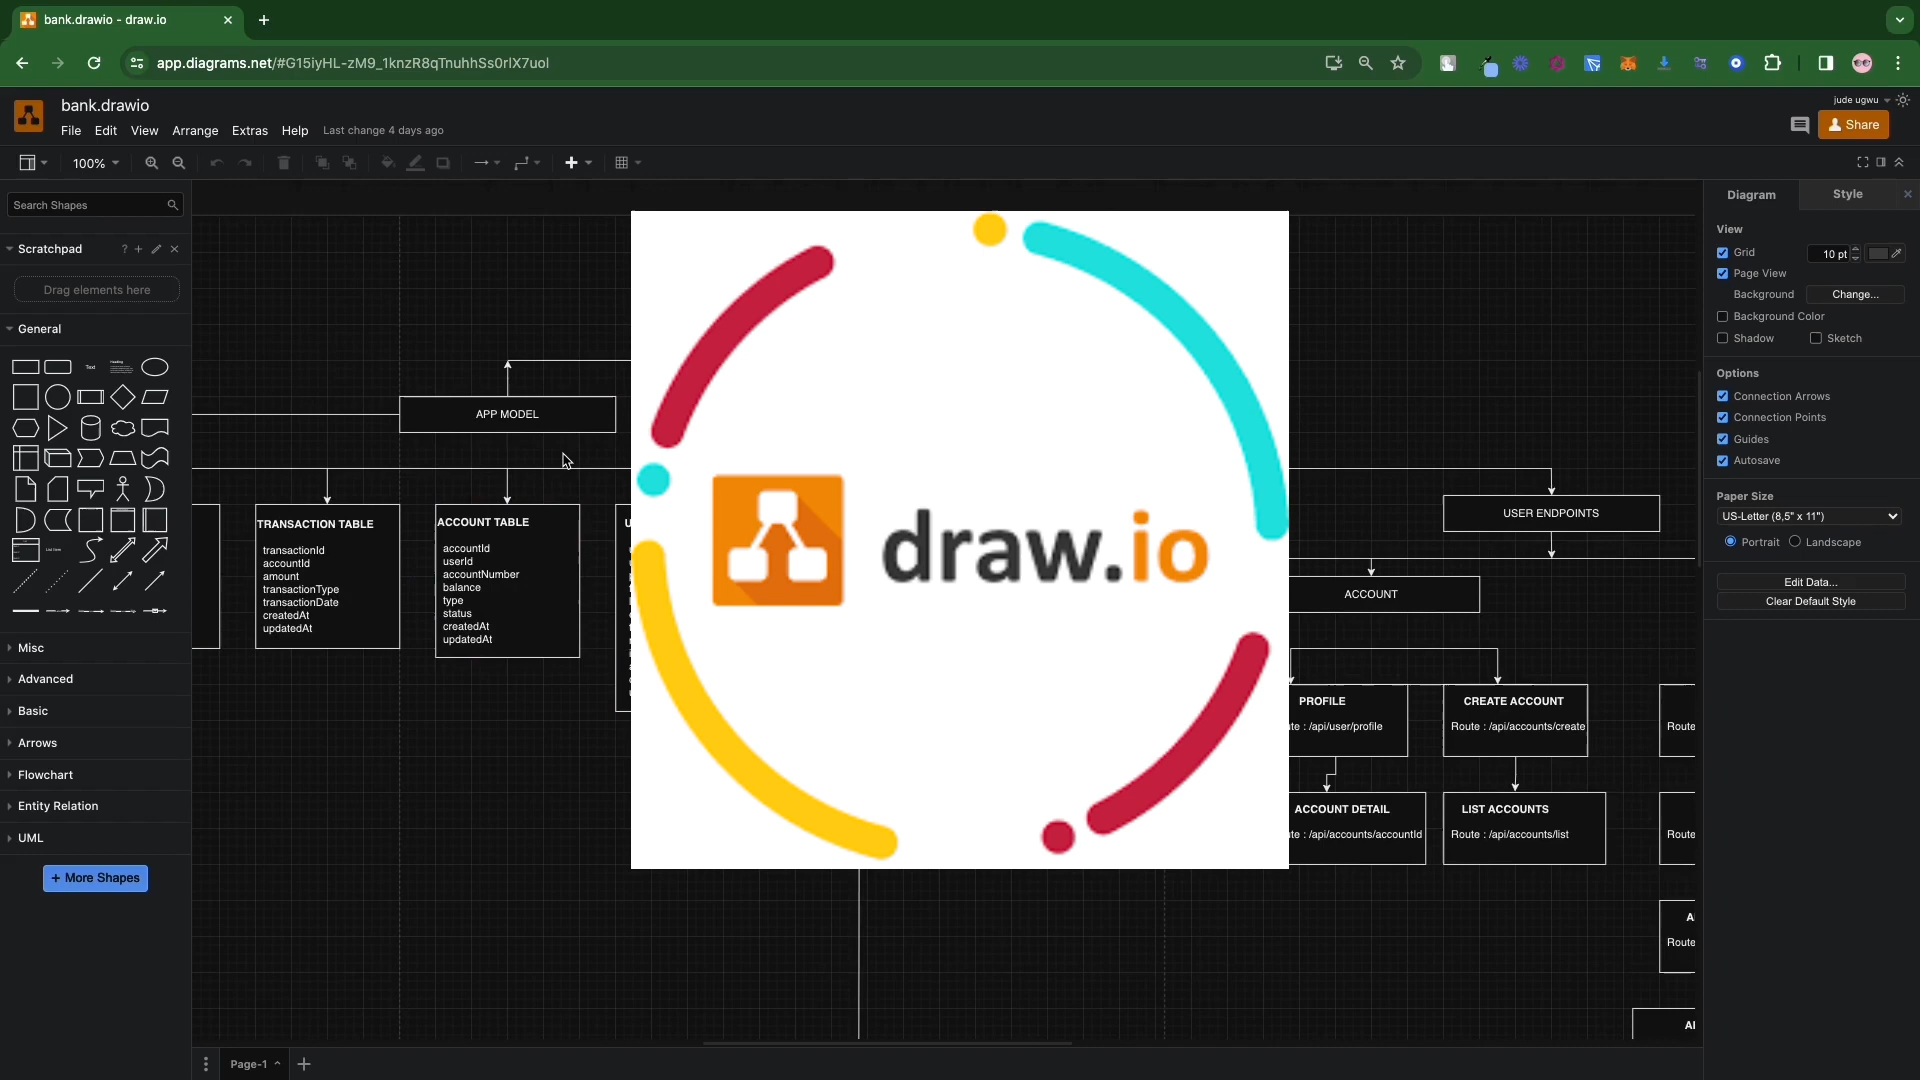 bank.drawio - draw.io
app.diagrams.net/#G15iyHL-zM9_1knzR8qTnuhhSs0rlX7uol
bank.drawio
jude ugwu
File Edit View Arrange Extras Help Last change 4 days ago
Share
100%
Search Shapes
Scratchpad
?
Drag elements here
General
Text
Heading
List Item
Misc
Advanced
Basic
Arrows
Flowchart
Entity Relation
UML
+ More Shapes
APP MODEL
TRANSACTION TABLE
transactionId
accountId
amount
transactionType
transactionDate
createdAt
updatedAt
ACCOUNT TABLE
accountId
userId
accountNumber
balance
type
status
createdAt
updatedAt
draw.io
USER ENDPOINTS
ACCOUNT
PROFILE
/api/user/profile
CREATE ACCOUNT
Route : /api/accounts/create
Route
ACCOUNT DETAIL
/api/accounts/accountId
LIST ACCOUNTS
Route : /api/accounts/list
Route
Route
Diagram
Style
View
Grid
10 pt
Page View
Background
Change...
Background Color
Shadow
Sketch
Options
Connection Arrows
Connection Points
Guides
Autosave
Paper Size
US-Letter (8,5" x 11")
Portrait
Landscape
Edit Data...
Clear Default Style
Page-1